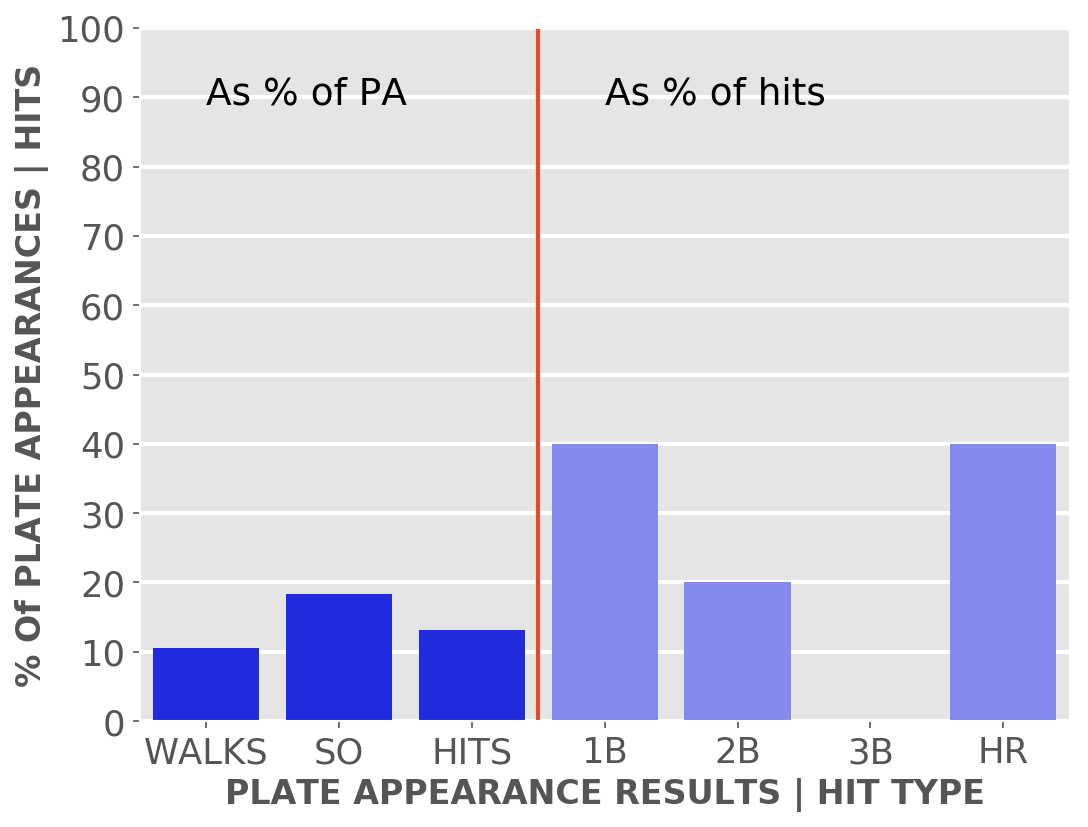 100
90
80
70
60
50
40
30
20
10
0
% Of PLATE APPEARANCES | HITS
As % of PA
As % of hits
WALKS SO HITS 1B 2B 3B HR
PLATE APPEARANCE RESULTS | HIT TYPE